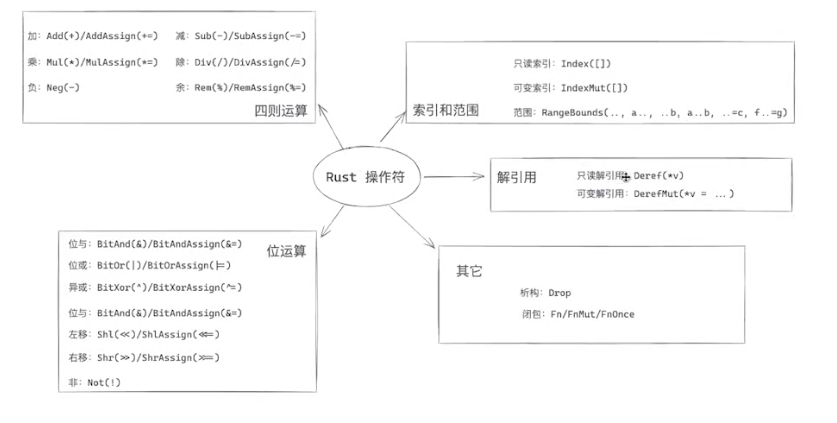 加: Add(+)/AddAssign(+=) 减: Sub(-)/SubAssign(-=)
乘: Mul(*)/MulAssign(*=) 除: Div(/)/DivAssign(/=)
负: Neg(-) 余: Rem(%)/RemAssign(%=)
四则运算
只读索引: Index([])
可变索引: IndexMut([])
索引和范围
范围: RangeBounds(.., a.., ..b, a..b, ..=c, f..=g)
Rust 操作符
解引用
只读解引用: Deref(*v)
可变解引用: DerefMut(*v = ...)
位与: BitAnd(&)/BitAndAssign(&=)
位运算
位或: BitOr(|)/BitOrAssign(|=)
异或: BitXor(^)/BitXorAssign(^=)
位与: BitAnd(&)/BitAndAssign(&=)
左移: Shl(<<)/ShlAssign(<<=)
右移: Shr(>>)/ShrAssign(>>=)
非: Not(!)
其它
析构: Drop
闭包: Fn/FnMut/FnOnce